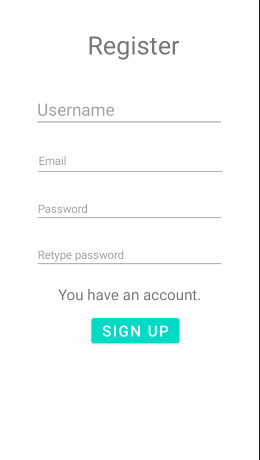 Register
Username
Email
Password
Retype password
You have an account.
SIGN UP